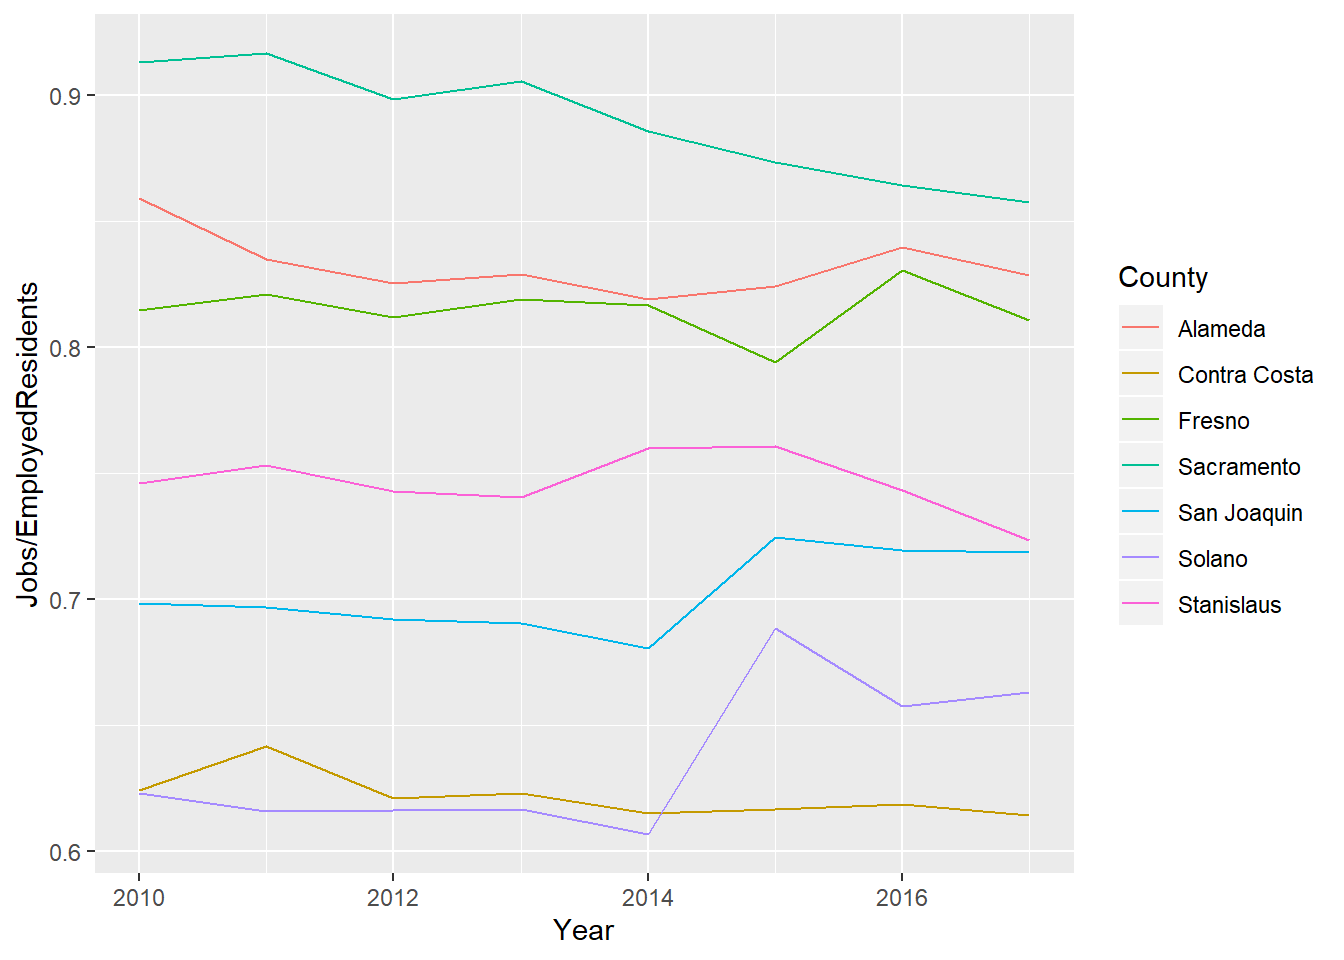 Jobs/EmployedResidents
0.9
0.8
0.7
0.6
2010 2012 2014 2016
Year
County
Alameda
Contra Costa
Fresno
Sacramento
San Joaquin
Solano
Stanislaus